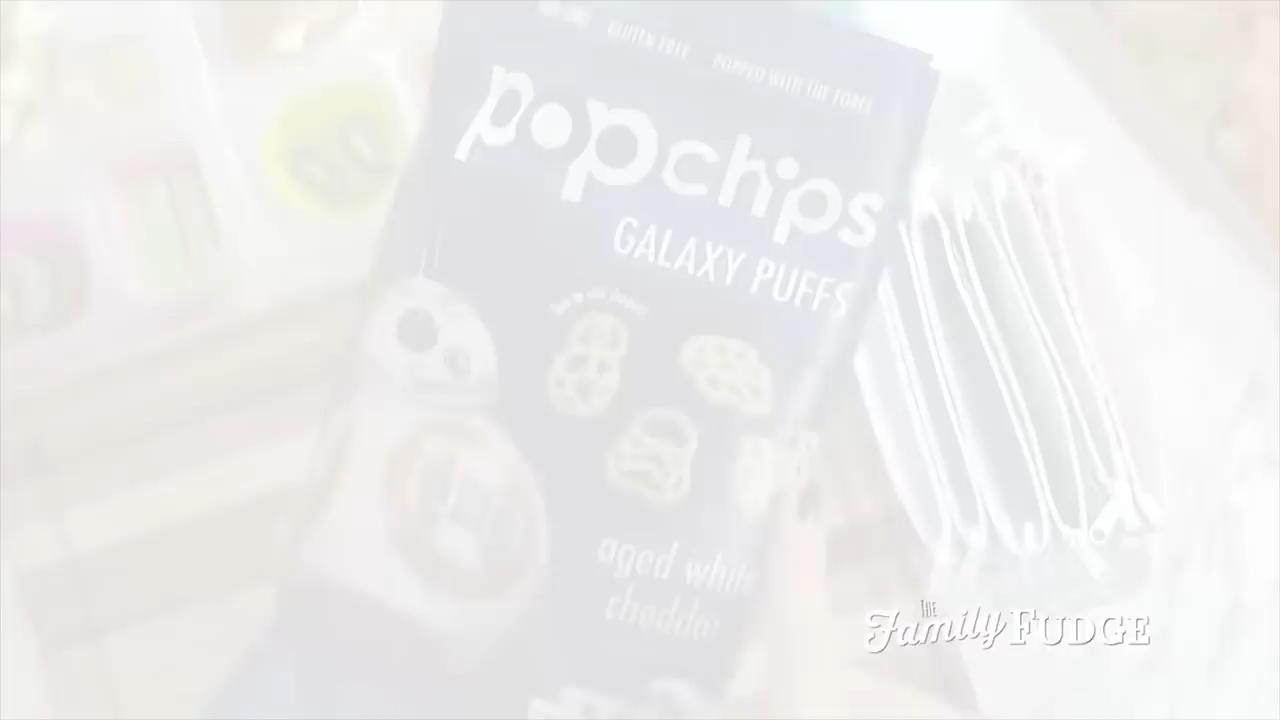 GLUTEN FREE
POPPED WITH THE FORCE
popchips
GALAXY PUFFS
aged white
cheddar
THE
Family FUDGE